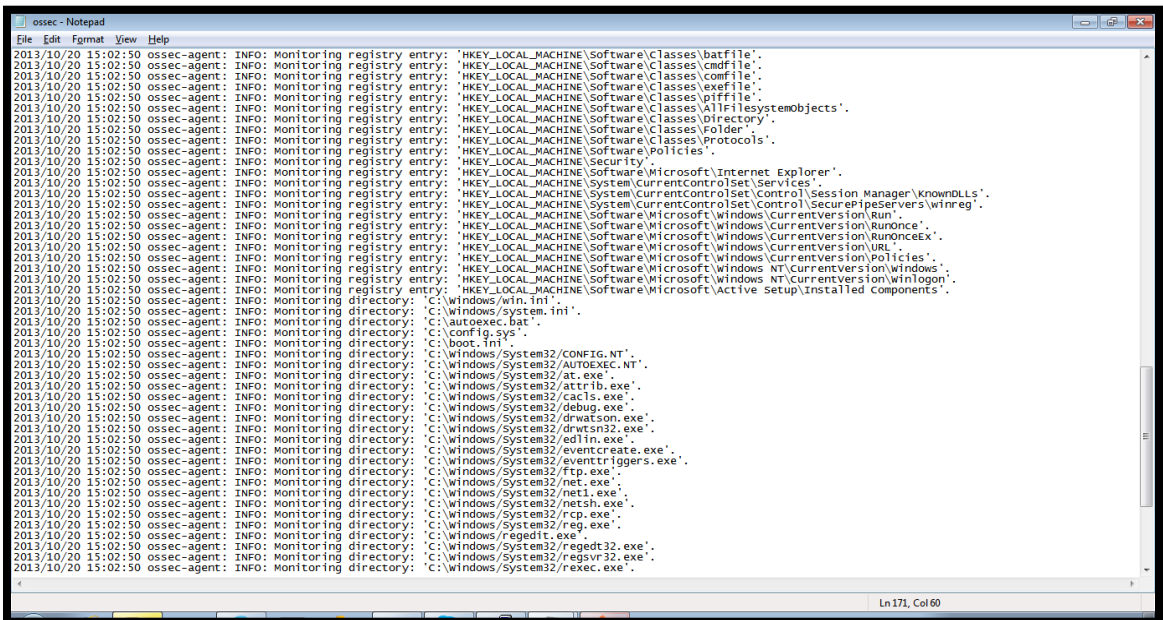 ossec - Notepad
File Edit Format View Help
2013/10/20 15:02:50 ossec-agent: INFO: Monitoring registry entry: 'HKEY_LOCAL_MACHINE\Software\Classes\batfile'.
2013/10/20 15:02:50 ossec-agent: INFO: Monitoring registry entry: 'HKEY_LOCAL_MACHINE\Software\Classes\cmdfile'.
2013/10/20 15:02:50 ossec-agent: INFO: Monitoring registry entry: 'HKEY_LOCAL_MACHINE\Software\Classes\comfile'.
2013/10/20 15:02:50 ossec-agent: INFO: Monitoring registry entry: 'HKEY_LOCAL_MACHINE\Software\Classes\exefile'.
2013/10/20 15:02:50 ossec-agent: INFO: Monitoring registry entry: 'HKEY_LOCAL_MACHINE\Software\Classes\piffile'.
2013/10/20 15:02:50 ossec-agent: INFO: Monitoring registry entry: 'HKEY_LOCAL_MACHINE\Software\Classes\AllFilesystemObjects'.
2013/10/20 15:02:50 ossec-agent: INFO: Monitoring registry entry: 'HKEY_LOCAL_MACHINE\Software\Classes\Directory'.
2013/10/20 15:02:50 ossec-agent: INFO: Monitoring registry entry: 'HKEY_LOCAL_MACHINE\Software\Classes\Folder'.
2013/10/20 15:02:50 ossec-agent: INFO: Monitoring registry entry: 'HKEY_LOCAL_MACHINE\Software\Classes\Protocols'.
2013/10/20 15:02:50 ossec-agent: INFO: Monitoring registry entry: 'HKEY_LOCAL_MACHINE\Software\Policies'.
2013/10/20 15:02:50 ossec-agent: INFO: Monitoring registry entry: 'HKEY_LOCAL_MACHINE\Security'.
2013/10/20 15:02:50 ossec-agent: INFO: Monitoring registry entry: 'HKEY_LOCAL_MACHINE\Software\Microsoft\Internet Explorer'.
2013/10/20 15:02:50 ossec-agent: INFO: Monitoring registry entry: 'HKEY_LOCAL_MACHINE\System\CurrentControlSet\Services'.
2013/10/20 15:02:50 ossec-agent: INFO: Monitoring registry entry: 'HKEY_LOCAL_MACHINE\System\CurrentControlSet\Control\Session Manager\KnownDLLs'.
2013/10/20 15:02:50 ossec-agent: INFO: Monitoring registry entry: 'HKEY_LOCAL_MACHINE\System\CurrentControlSet\Control\SecurePipeServers\winreg'.
2013/10/20 15:02:50 ossec-agent: INFO: Monitoring registry entry: 'HKEY_LOCAL_MACHINE\Software\Microsoft\Windows\CurrentVersion\Run'.
2013/10/20 15:02:50 ossec-agent: INFO: Monitoring registry entry: 'HKEY_LOCAL_MACHINE\Software\Microsoft\Windows\CurrentVersion\RunOnce'.
2013/10/20 15:02:50 ossec-agent: INFO: Monitoring registry entry: 'HKEY_LOCAL_MACHINE\Software\Microsoft\Windows\CurrentVersion\RunOnceEx'.
2013/10/20 15:02:50 ossec-agent: INFO: Monitoring registry entry: 'HKEY_LOCAL_MACHINE\Software\Microsoft\Windows\CurrentVersion\URL'.
2013/10/20 15:02:50 ossec-agent: INFO: Monitoring registry entry: 'HKEY_LOCAL_MACHINE\Software\Microsoft\Windows\CurrentVersion\Policies'.
2013/10/20 15:02:50 ossec-agent: INFO: Monitoring registry entry: 'HKEY_LOCAL_MACHINE\Software\Microsoft\Windows NT\CurrentVersion\Windows'.
2013/10/20 15:02:50 ossec-agent: INFO: Monitoring registry entry: 'HKEY_LOCAL_MACHINE\Software\Microsoft\Windows NT\CurrentVersion\Winlogon'.
2013/10/20 15:02:50 ossec-agent: INFO: Monitoring registry entry: 'HKEY_LOCAL_MACHINE\Software\Microsoft\Active Setup\Installed Components'.
2013/10/20 15:02:50 ossec-agent: INFO: Monitoring directory: 'C:\Windows/win.ini'.
2013/10/20 15:02:50 ossec-agent: INFO: Monitoring directory: 'C:\Windows/system.ini'.
2013/10/20 15:02:50 ossec-agent: INFO: Monitoring directory: 'C:\autoexec.bat'.
2013/10/20 15:02:50 ossec-agent: INFO: Monitoring directory: 'C:\config.sys'.
2013/10/20 15:02:50 ossec-agent: INFO: Monitoring directory: 'C:\boot.ini'.
2013/10/20 15:02:50 ossec-agent: INFO: Monitoring directory: 'C:\Windows/System32/CONFIG.NT'.
2013/10/20 15:02:50 ossec-agent: INFO: Monitoring directory: 'C:\Windows/System32/AUTOEXEC.NT'.
2013/10/20 15:02:50 ossec-agent: INFO: Monitoring directory: 'C:\Windows/System32/at.exe'.
2013/10/20 15:02:50 ossec-agent: INFO: Monitoring directory: 'C:\Windows/System32/attrib.exe'.
2013/10/20 15:02:50 ossec-agent: INFO: Monitoring directory: 'C:\Windows/System32/cacls.exe'.
2013/10/20 15:02:50 ossec-agent: INFO: Monitoring directory: 'C:\Windows/System32/debug.exe'.
2013/10/20 15:02:50 ossec-agent: INFO: Monitoring directory: 'C:\Windows/System32/drwatson.exe'.
2013/10/20 15:02:50 ossec-agent: INFO: Monitoring directory: 'C:\Windows/System32/drwtsn32.exe'.
2013/10/20 15:02:50 ossec-agent: INFO: Monitoring directory: 'C:\Windows/System32/edlin.exe'.
2013/10/20 15:02:50 ossec-agent: INFO: Monitoring directory: 'C:\Windows/System32/eventcreate.exe'.
2013/10/20 15:02:50 ossec-agent: INFO: Monitoring directory: 'C:\Windows/System32/eventtriggers.exe'.
2013/10/20 15:02:50 ossec-agent: INFO: Monitoring directory: 'C:\Windows/System32/ftp.exe'.
2013/10/20 15:02:50 ossec-agent: INFO: Monitoring directory: 'C:\Windows/System32/net.exe'.
2013/10/20 15:02:50 ossec-agent: INFO: Monitoring directory: 'C:\Windows/System32/net1.exe'.
2013/10/20 15:02:50 ossec-agent: INFO: Monitoring directory: 'C:\Windows/System32/netsh.exe'.
2013/10/20 15:02:50 ossec-agent: INFO: Monitoring directory: 'C:\Windows/System32/rcp.exe'.
2013/10/20 15:02:50 ossec-agent: INFO: Monitoring directory: 'C:\Windows/System32/reg.exe'.
2013/10/20 15:02:50 ossec-agent: INFO: Monitoring directory: 'C:\Windows/regedit.exe'.
2013/10/20 15:02:50 ossec-agent: INFO: Monitoring directory: 'C:\Windows/System32/regedt32.exe'.
2013/10/20 15:02:50 ossec-agent: INFO: Monitoring directory: 'C:\Windows/System32/regsvr32.exe'.
2013/10/20 15:02:50 ossec-agent: INFO: Monitoring directory: 'C:\Windows/System32/rexec.exe'.
Ln 171, Col 60